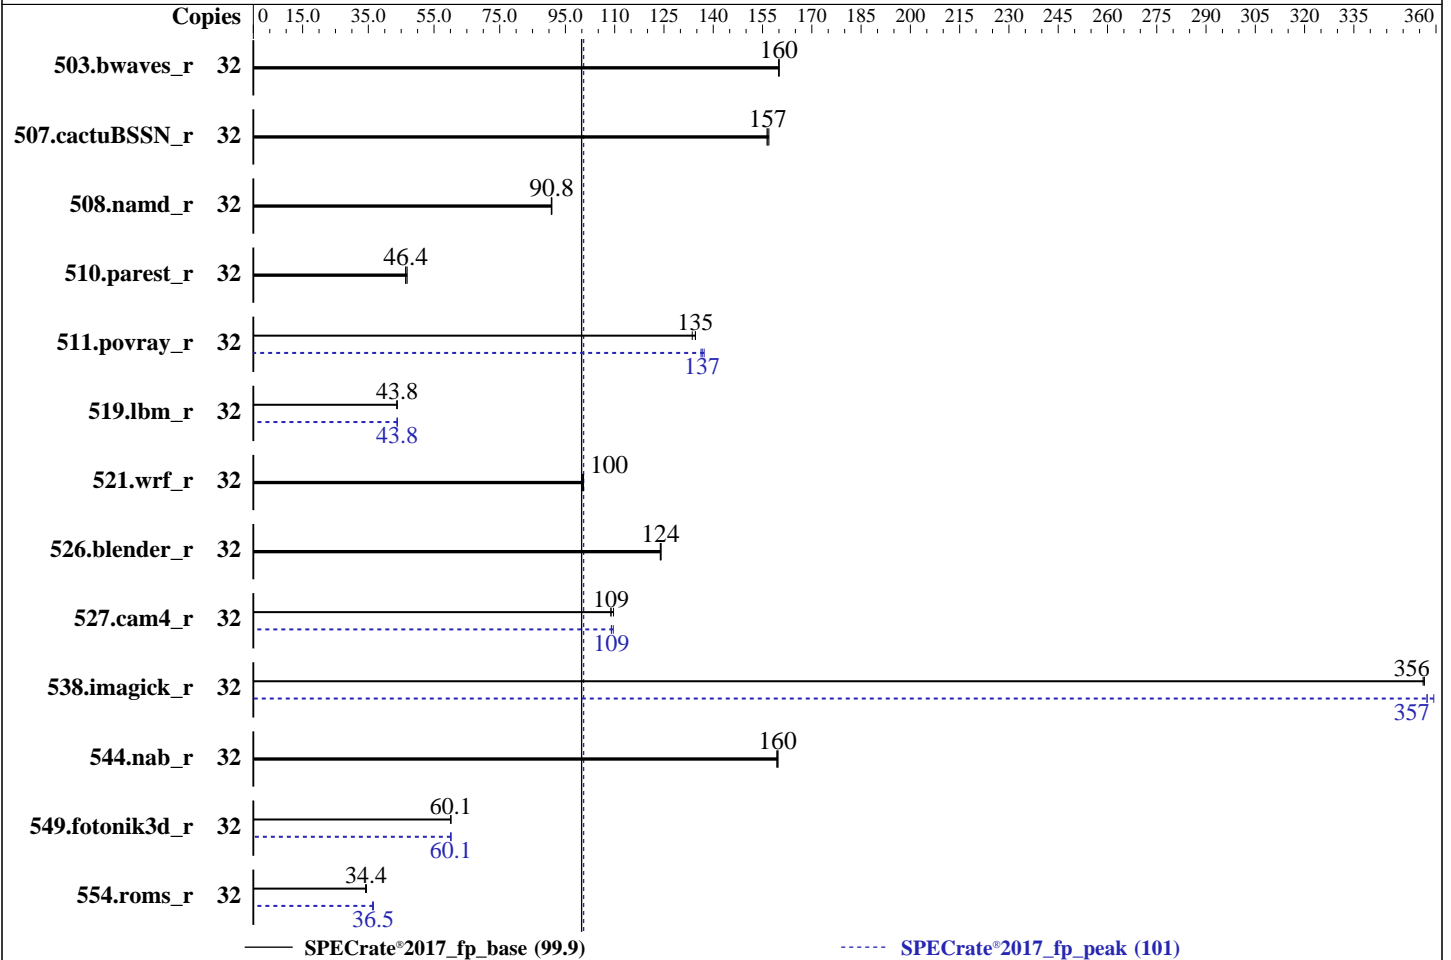 Copies 0 15.0 35.0 55.0 75.0 95.0 110 125 140 155 170 185 200 215 230 245 260 275 290 305 320 335 360
503.bwaves_r 32 160
507.cactuBSSN_r 32 157
508.namd_r 32 90.8
510.parest_r 32 46.4
511.povray_r 32 135
137
519.lbm_r 32 43.8
43.8
521.wrf_r 32 100
526.blender_r 32 124
527.cam4_r 32 109
109
538.imagick_r 32 356
357
544.nab_r 32 160
549.fotonik3d_r 32 60.1
60.1
554.roms_r 32 34.4
36.5
SPECrate®2017_fp_base (99.9) SPECrate®2017_fp_peak (101)